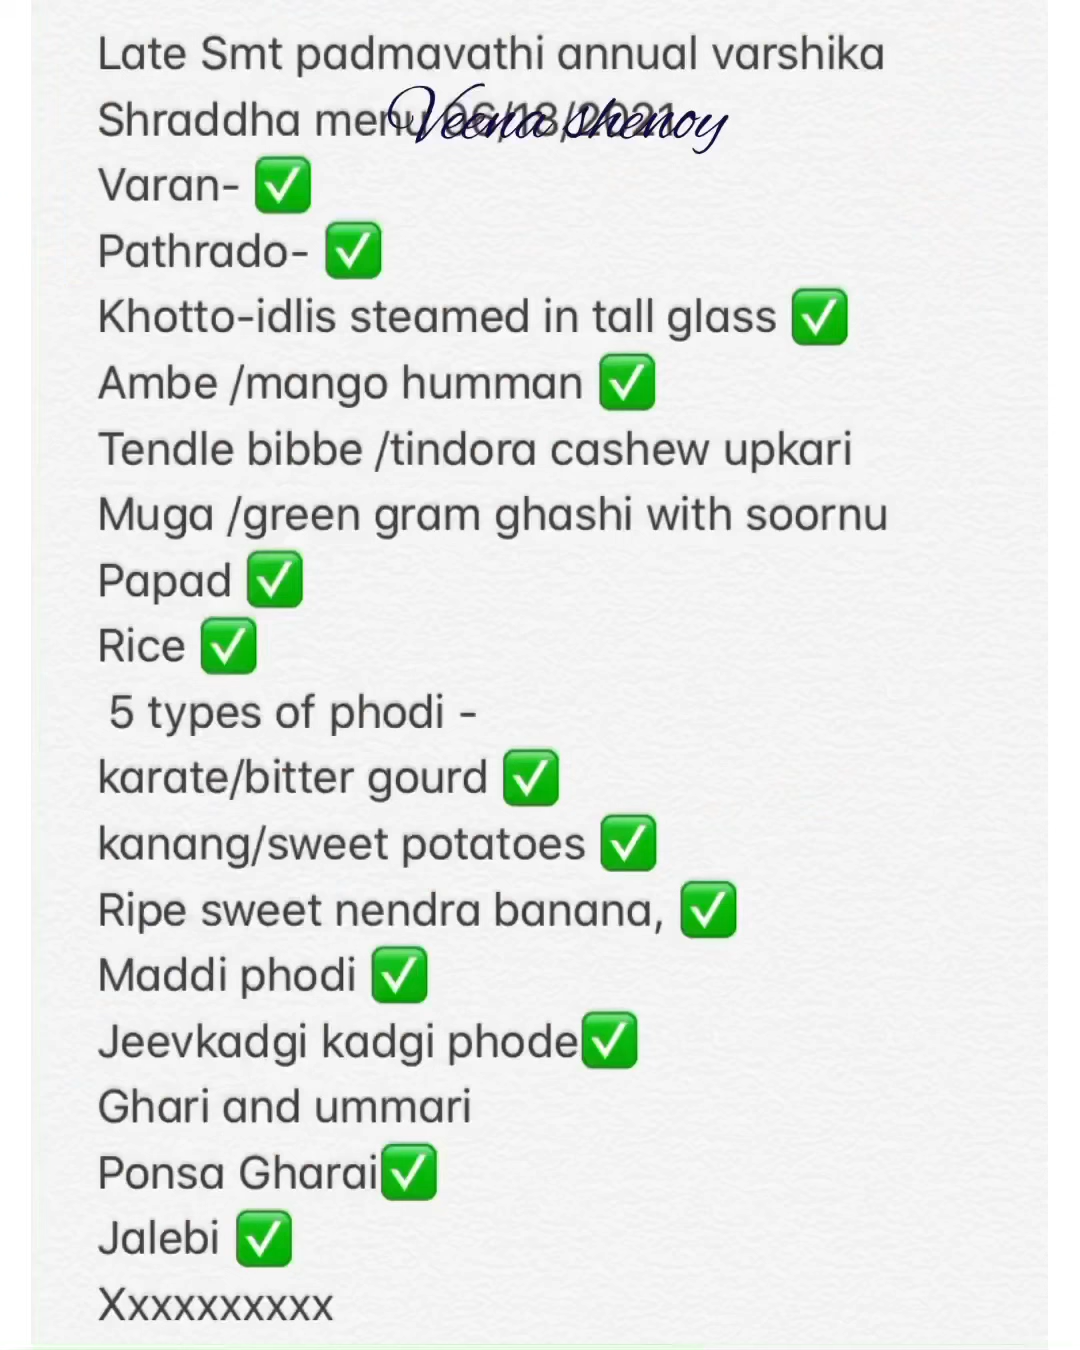 Late Smt padmavathi annual varshika
Shraddha menu 06/18/2021
Veena shenoy
Varan- ✅
Pathrado- ✅
Khotto-idlis steamed in tall glass ✅
Ambe /mango humman ✅
Tendle bibbe /tindora cashew upkari
Muga /green gram ghashi with soornu
Papad ✅
Rice ✅
5 types of phodi -
karate/bitter gourd ✅
kanang/sweet potatoes ✅
Ripe sweet nendra banana, ✅
Maddi phodi ✅
Jeevkadgi kadgi phode✅
Ghari and ummari
Ponsa Gharai✅
Jalebi ✅
Xxxxxxxxxx